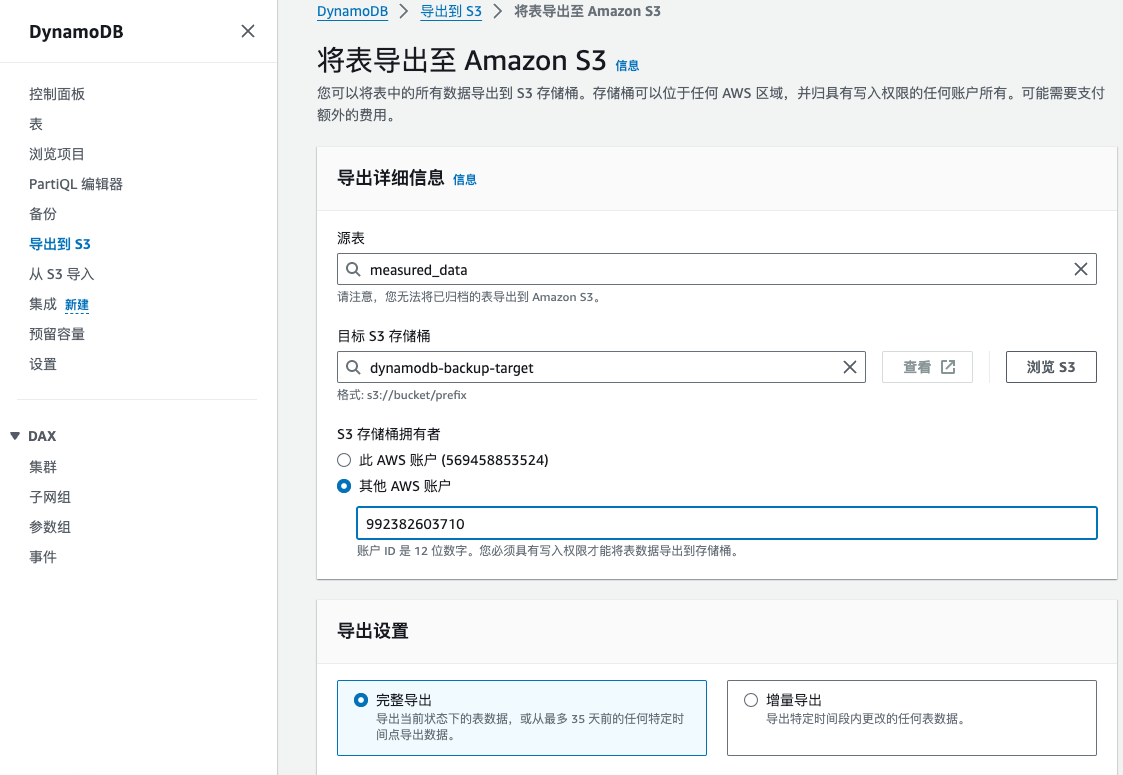 DynamoDB
控制面板
表
浏览项目
PartiQL 编辑器
备份
导出到 S3
从 S3 导入
集成 新建
预留容量
设置
DAX
集群
子网组
参数组
事件
DynamoDB 导出到 S3 将表导出至 Amazon S3
将表导出至 Amazon S3 信息
您可以将表中的所有数据导出到 S3 存储桶。存储桶可以位于任何 AWS 区域，并归具有写入权限的任何账户所有。可能需要支付
额外的费用。
导出详细信息 信息
源表
measured_data
请注意，您无法将已归档的表导出到 Amazon S3。
目标 S3 存储桶
dynamodb-backup-target 查看 浏览 S3
格式: s3://bucket/prefix
S3 存储桶拥有者
此 AWS 账户 (569458853524)
其他 AWS 账户
992382603710
账户 ID 是 12 位数字。您必须具有写入权限才能将表数据导出到存储桶。
导出设置
完整导出
导出当前状态下的表数据，或从最多 35 天前的任何特定时
间点导出数据。
增量导出
导出特定时间段内更改的任何表数据。